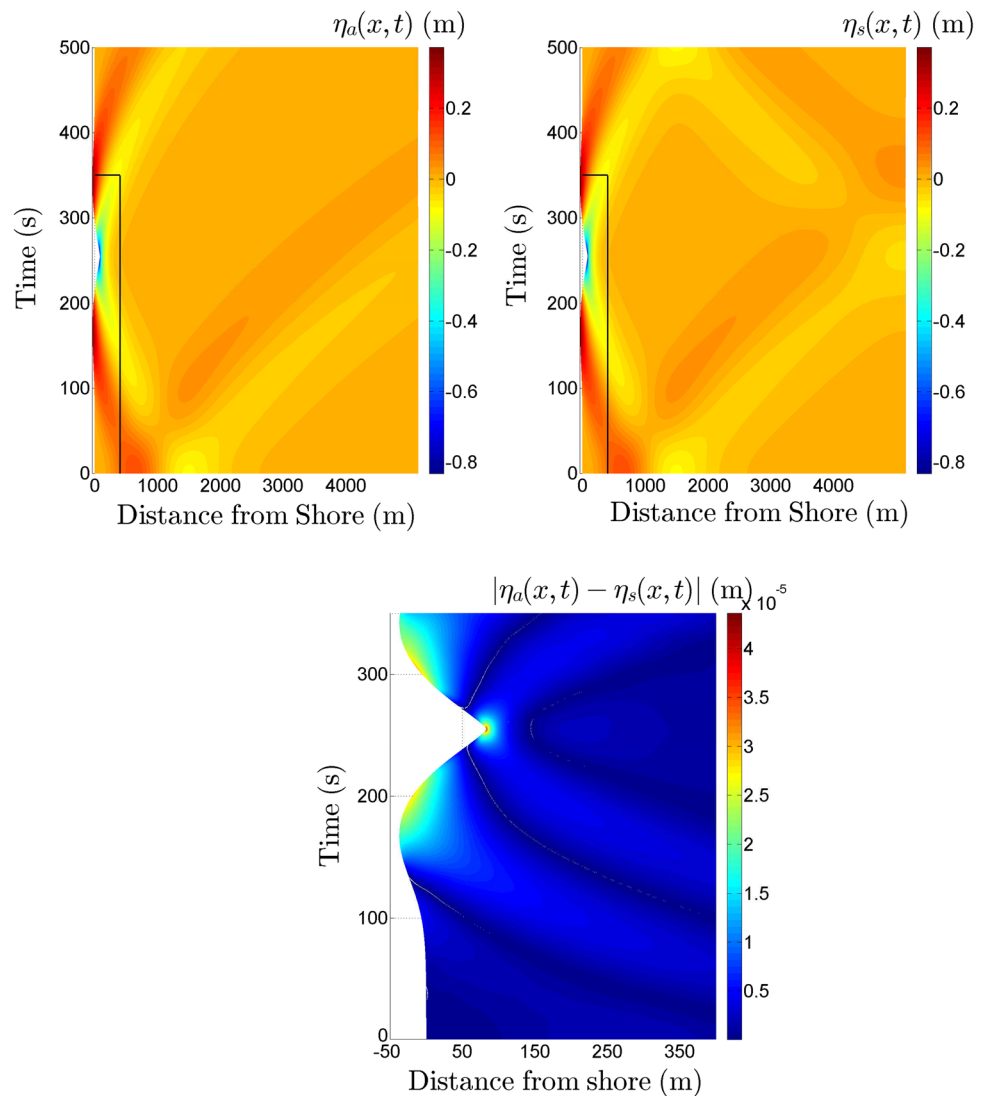 ηa(x, t) (m)
500
400
300
200
100
0
0.2
0
-0.2
-0.4
-0.6
-0.8
Time (s)
0 1000 2000 3000 4000
Distance from Shore (m)
ηs(x, t) (m)
500
400
300
200
100
0
0.2
0
-0.2
-0.4
-0.6
-0.8
Time (s)
0 1000 2000 3000 4000
Distance from Shore (m)
|ηa(x, t) − ηs(x, t)| (m)
x 10⁻⁵
300
200
100
0
4
3.5
3
2.5
2
1.5
1
0.5
Time (s)
-50 50 150 250 350
Distance from shore (m)